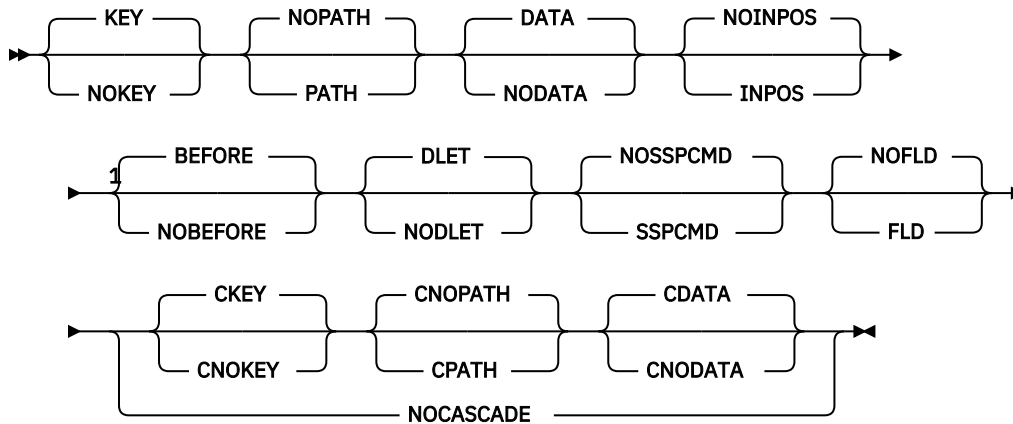 KEY NOPATH DATA NOINPOS
NOKEY PATH NODATA INPOS
BEFORE DLET NOSSPCMD NOFLD
1
NOBEFORE NODLET SSPCMD FLD
CKEY CNOPATH CDATA
CNOKEY CPATH CNODATA
NOCASCADE